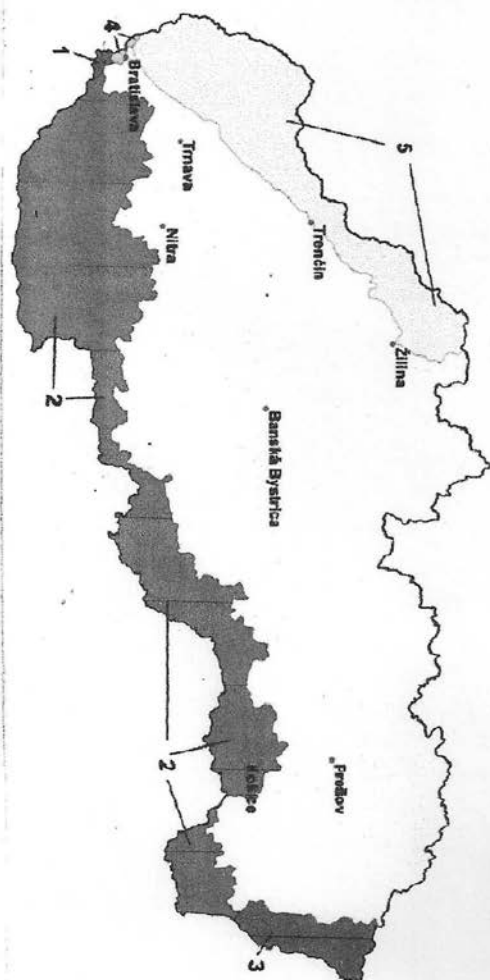 4
1
Bratislava
Trnava
Nitra
Trenčín
5
Žilina
2
Banská Bystrica
2
2
Košice
Prešov
3